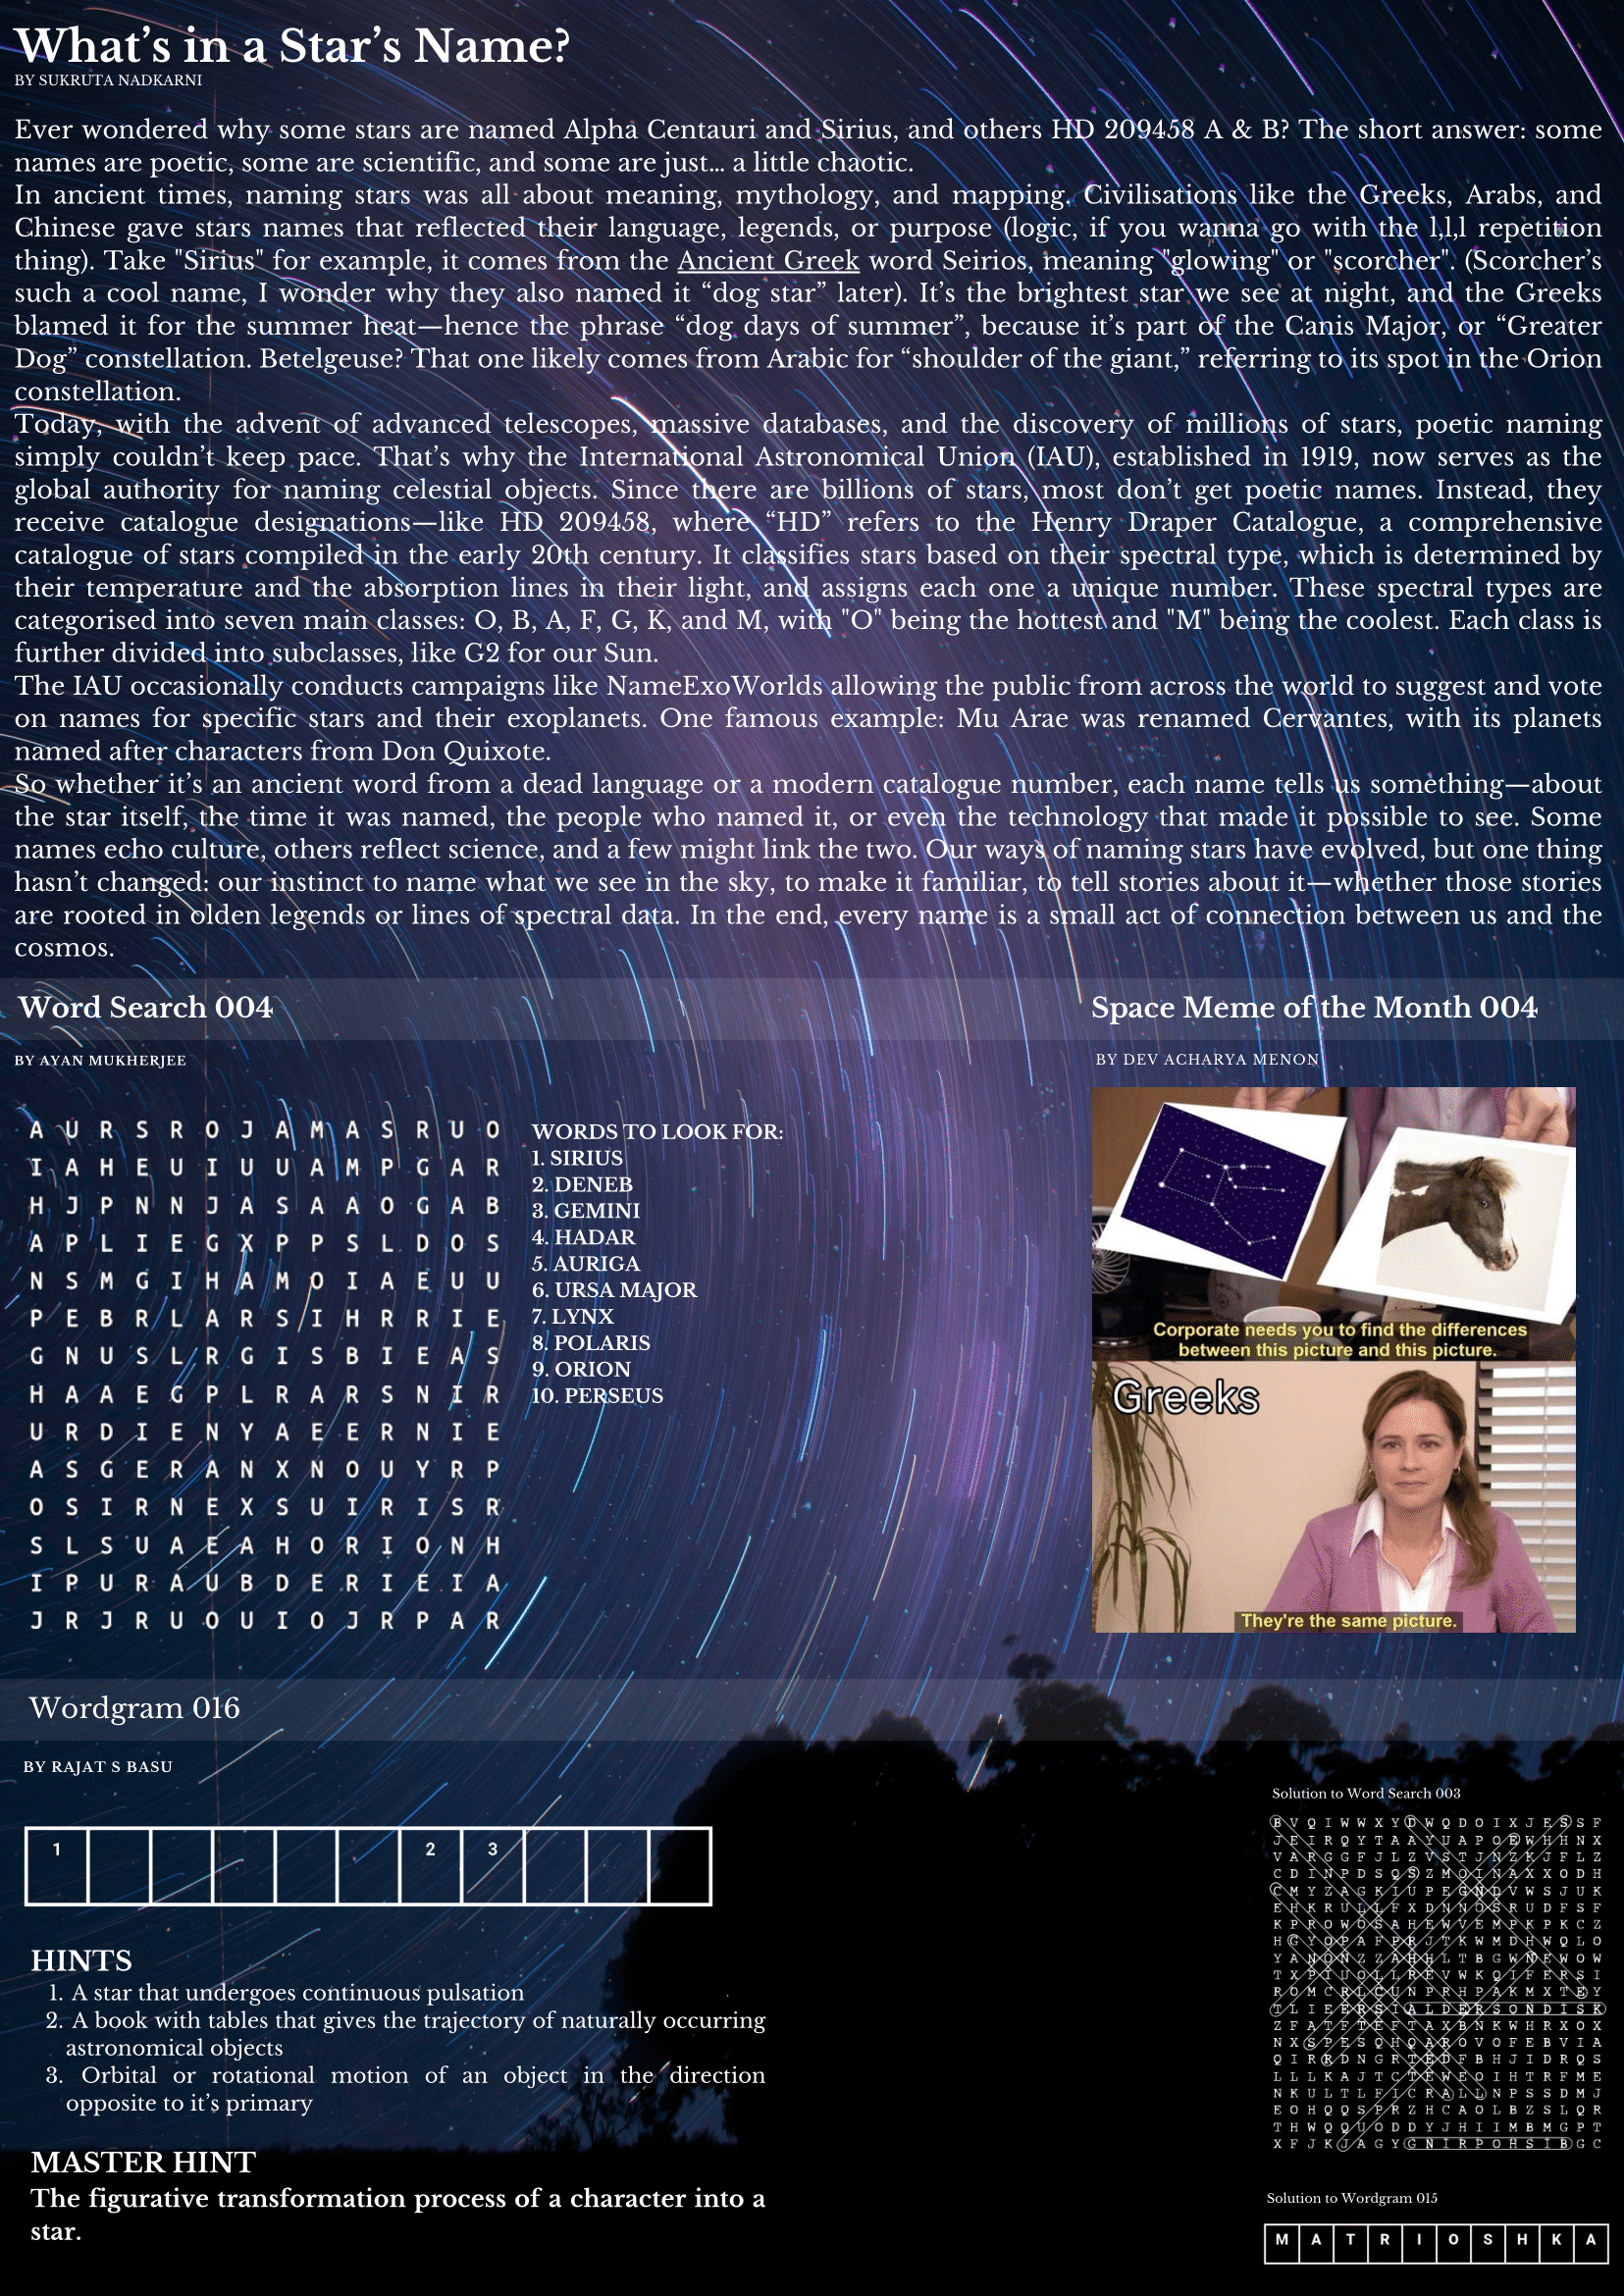 What's in a Star's Name?
BY SUKRUTA NADKARNI
Ever wondered why some stars are named Alpha Centauri and Sirius, and others HD 209458 A & B? The short answer: some
names are poetic, some are scientific, and some are just... a little chaotic.
In ancient times, naming stars was all about meaning, mythology, and mapping. Civilisations like the Greeks, Arabs, and
Chinese gave stars names that reflected their language, legends, or purpose (logic, if you wanna go with the l,l,l repetition
thing). Take "Sirius" for example, it comes from the Ancient Greek word Seirios, meaning "glowing" or "scorcher". (Scorcher's
such a cool name, I wonder why they also named it “dog star” later). It's the brightest star we see at night, and the Greeks
blamed it for the summer heat—hence the phrase “dog days of summer”, because it's part of the Canis Major, or “Greater
Dog” constellation. Betelgeuse? That one likely comes from Arabic for “shoulder of the giant,” referring to its spot in the Orion
constellation.
Today, with the advent of advanced telescopes, massive databases, and the discovery of millions of stars, poetic naming
simply couldn't keep pace. That's why the International Astronomical Union (IAU), established in 1919, now serves as the
global authority for naming celestial objects. Since there are billions of stars, most don't get poetic names. Instead, they
receive catalogue designations—like HD 209458, where “HD” refers to the Henry Draper Catalogue, a comprehensive
catalogue of stars compiled in the early 20th century. It classifies stars based on their spectral type, which is determined by
their temperature and the absorption lines in their light, and assigns each one a unique number. These spectral types are
categorised into seven main classes: O, B, A, F, G, K, and M, with "O" being the hottest and "M" being the coolest. Each class is
further divided into subclasses, like G2 for our Sun.
The IAU occasionally conducts campaigns like NameExoWorlds allowing the public from across the world to suggest and vote
on names for specific stars and their exoplanets. One famous example: Mu Arae was renamed Cervantes, with its planets
named after characters from Don Quixote.
So whether it's an ancient word from a dead language or a modern catalogue number, each name tells us something—about
the star itself, the time it was named, the people who named it, or even the technology that made it possible to see. Some
names echo culture, others reflect science, and a few might link the two. Our ways of naming stars have evolved, but one thing
hasn't changed: our instinct to name what we see in the sky, to make it familiar, to tell stories about it—whether those stories
are rooted in olden legends or lines of spectral data. In the end, every name is a small act of connection between us and the
cosmos.
Word Search 004
BY AYAN MUKHERJEE
A U R S R O J A M A S R U O
I A H E U I U U A M P G A R
H J P N N J A S A A O G A B
A P L I E G X P P S L D O S
N S M G I H A M O I A E U U
P E B R L A R S I H R R I E
G N U S L R G I S B I E A S
H A A E G P L R A R S N I R
U R D I E N Y A E E R N I E
A S G E R A N X N O U Y R P
O S I R N E X S U I R I S R
S L S U A E A H O R I O N H
I P U R A U B D E R I E I A
J R J R U O U I O J R P A R
WORDS TO LOOK FOR:
1. SIRIUS
2. DENEB
3. GEMINI
4. HADAR
5. AURIGA
6. URSA MAJOR
7. LYNX
8. POLARIS
9. ORION
10. PERSEUS
Space Meme of the Month 004
BY DEV ACHARYA MENON
Corporate needs you to find the differences
between this picture and this picture.
Greeks
They're the same picture.
Wordgram 016
BY RAJAT S BASU
1 2 3
HINTS
1. A star that undergoes continuous pulsation
2. A book with tables that gives the trajectory of naturally occurring
astronomical objects
3. Orbital or rotational motion of an object in the direction
opposite to it's primary
MASTER HINT
The figurative transformation process of a character into a
star.
Solution to Word Search 003
Solution to Wordgram 015
M A T R I O S H K A